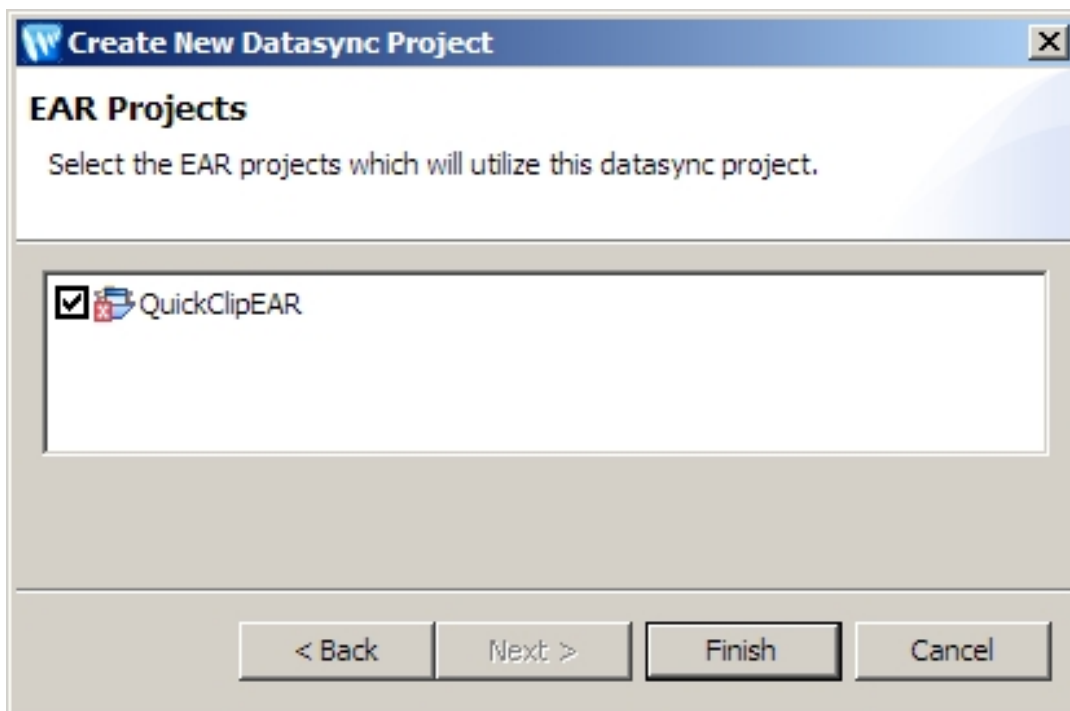 Create New Datasync Project
EAR Projects
Select the EAR projects which will utilize this datasync project.
QuickClipEAR
< Back Next > Finish Cancel